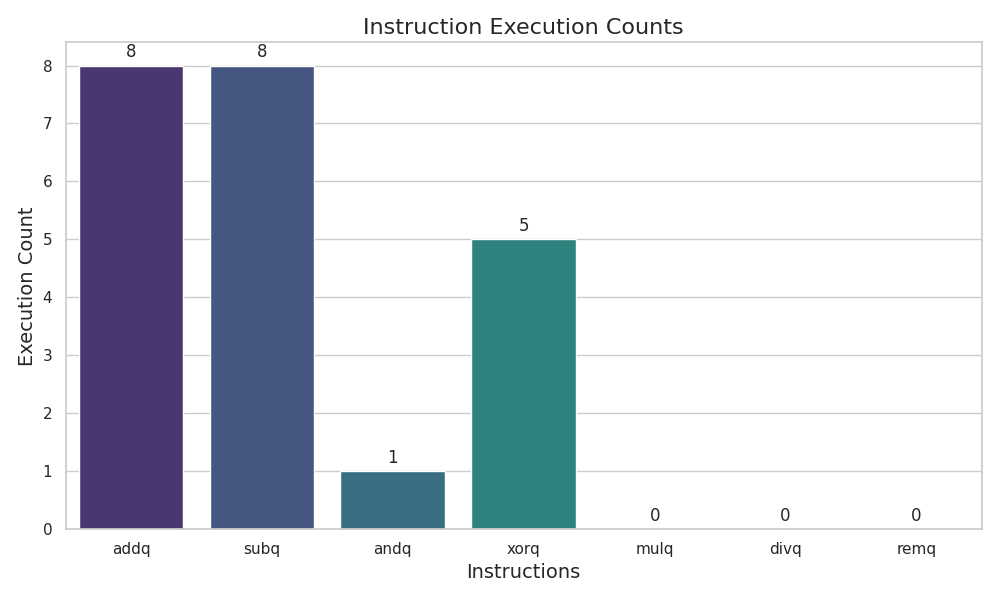 Instruction Execution Counts
8 8
1
5
0 0 0
Execution Count
8
7
6
5
4
3
2
1
0
addq subq andq xorq mulq divq remq
Instructions